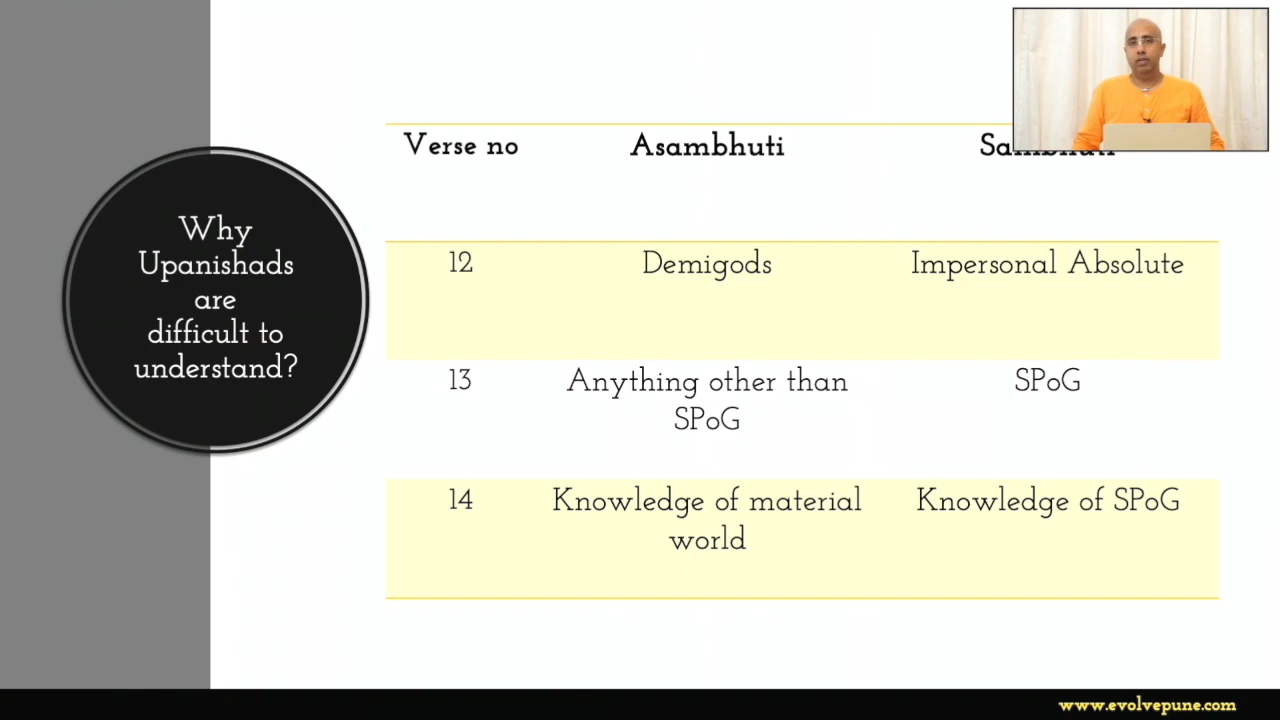 Why
Upanishads
are
difficult to
understand?
Verse no Asambhuti
12 Demigods Impersonal Absolute
13 Anything other than SPoG
SPoG
14 Knowledge of material Knowledge of SPoG
world
www.evolvepune.com